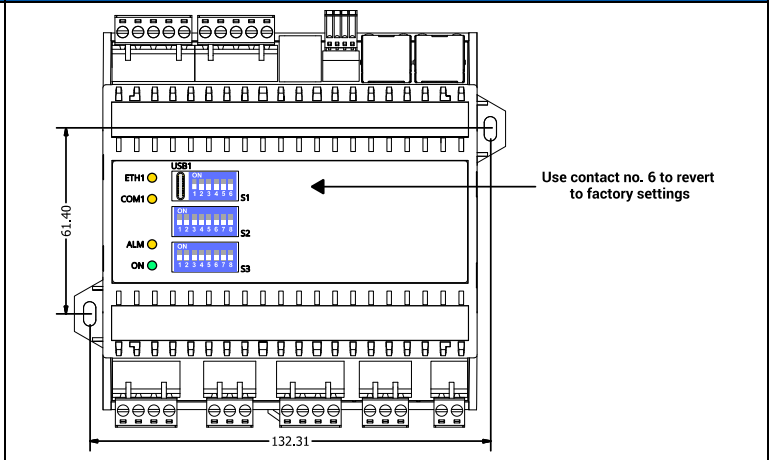 USB1
ETH1
ON
1 2 3 4 5 6
S1
COM1
ON
1 2 3 4 5 6 7 8
S2
ALM
ON
1 2 3 4 5 6 7 8
S3
ON
Use contact no. 6 to revert
to factory settings
61.40
132.31